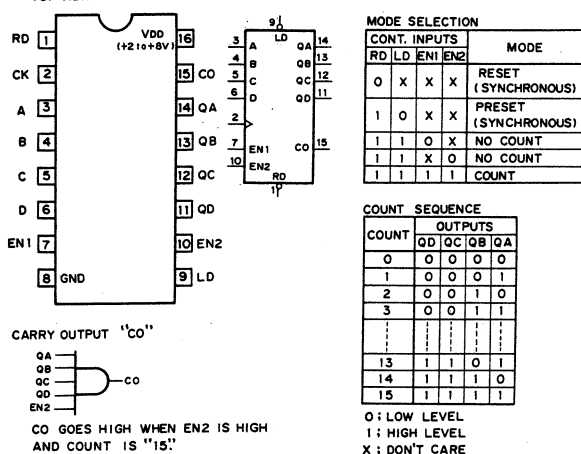 RD 1
VDD 16
(+2 to +8V)
CK 2
15 CO
A 3
14 QA
B 4
13 QB
C 5
12 QC
D 6
11 QD
EN1 7
10 EN2
8 GND
9 LD
9
LD
3 A QA 14
4 B QB 13
5 C QC 12
6 D QD 11
2
7 EN1 CO 15
10 EN2
RD
1
CARRY OUTPUT "CO"
QA
QB
QC
QD
EN2
CO
CO GOES HIGH WHEN EN2 IS HIGH
AND COUNT IS "15."
MODE SELECTION
CONT. INPUTS MODE
RD LD EN1 EN2
0 X X X RESET
(SYNCHRONOUS)
1 0 X X PRESET
(SYNCHRONOUS)
1 1 0 X NO COUNT
1 1 X 0 NO COUNT
1 1 1 1 COUNT
COUNT SEQUENCE
COUNT OUTPUTS
QD QC QB QA
0 0 0 0 0
1 0 0 0 1
2 0 0 1 0
3 0 0 1 1
13 1 1 0 1
14 1 1 1 0
15 1 1 1 1
0 ; LOW LEVEL
1 ; HIGH LEVEL
X ; DON'T CARE